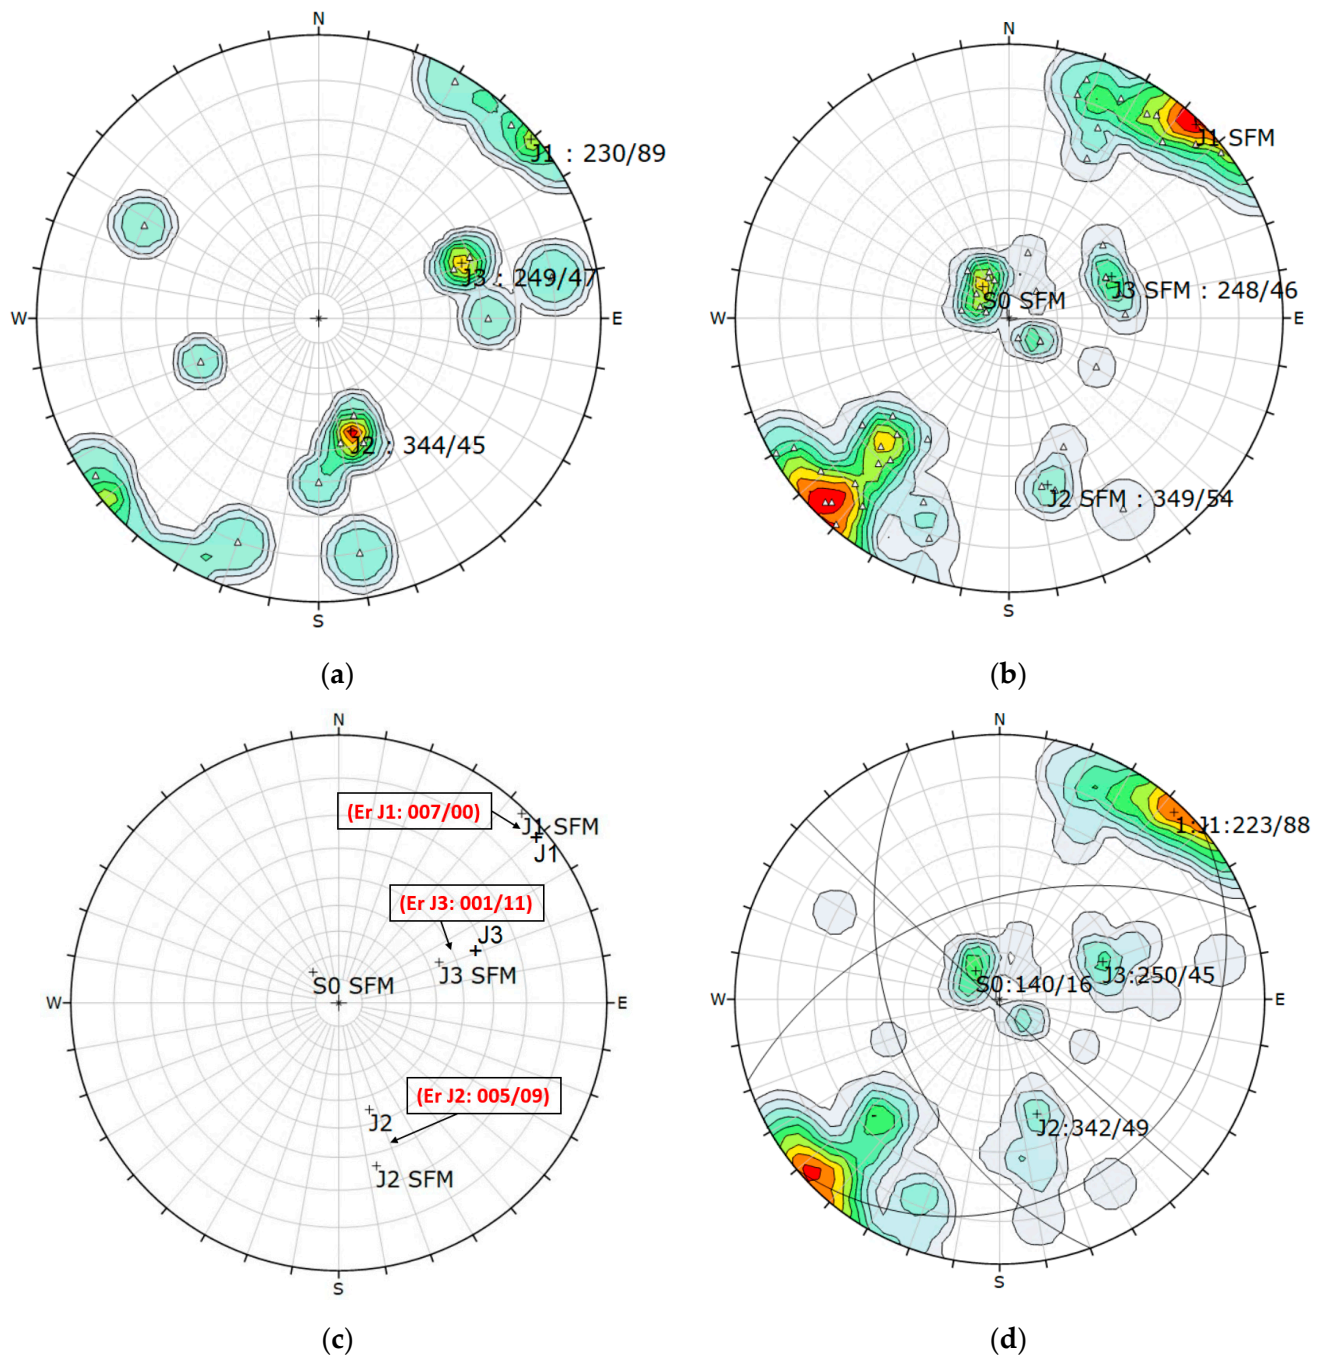 N
J1 : 230/89
J3 : 249/47
W
E
J2 : 344/45
S
(a)
N
J1 SFM
S0 SFM
J3 SFM : 248/46
W
E
J2 SFM : 349/54
S
(b)
N
(Er J1: 007/00)
J1 SFM
J1
(Er J3: 001/11)
J3
J3 SFM
S0 SFM
W
E
(Er J2: 005/09)
J2
J2 SFM
S
(c)
N
1:J1:223/88
J3:250/45
S0:140/16
W
E
J2:342/49
S
(d)